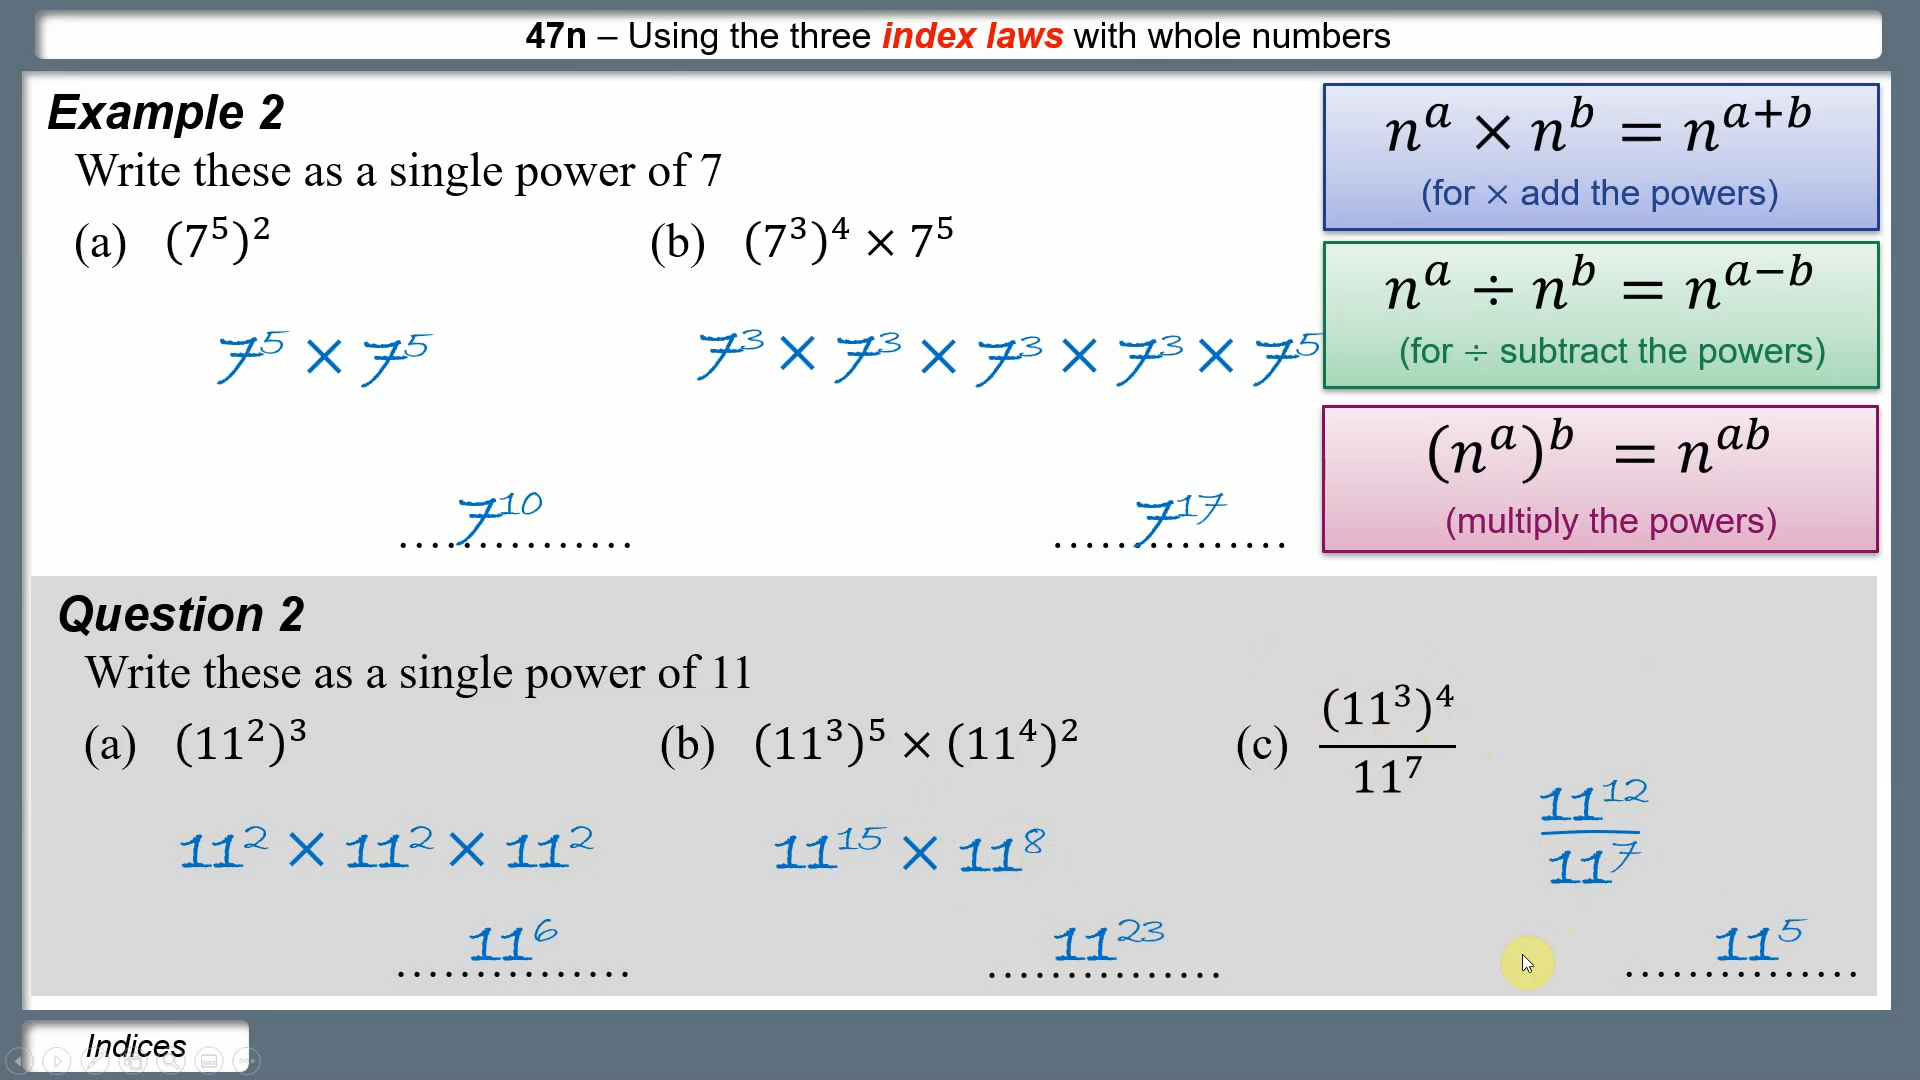 47n – Using the three index laws with whole numbers
Example 2
Write these as a single power of 7
(a) (7⁵)²
(b) (7³)⁴ × 7⁵
7⁵ × 7⁵
7³ × 7³ × 7³ × 7³ × 7⁵
7¹⁰
7¹⁷
nᵃ × nᵇ = nᵃ⁺ᵇ
(for × add the powers)
nᵃ ÷ nᵇ = nᵃ⁻ᵇ
(for ÷ subtract the powers)
(nᵃ)ᵇ = nᵃᵇ
(multiply the powers)
Question 2
Write these as a single power of 11
(a) (11²)³
(b) (11³)⁵ × (11⁴)²
(c) (11³)⁴
11⁷
11² × 11² × 11²
11¹⁵ × 11⁸
11¹²
11⁷
11⁶
11²³
11⁵
Indices